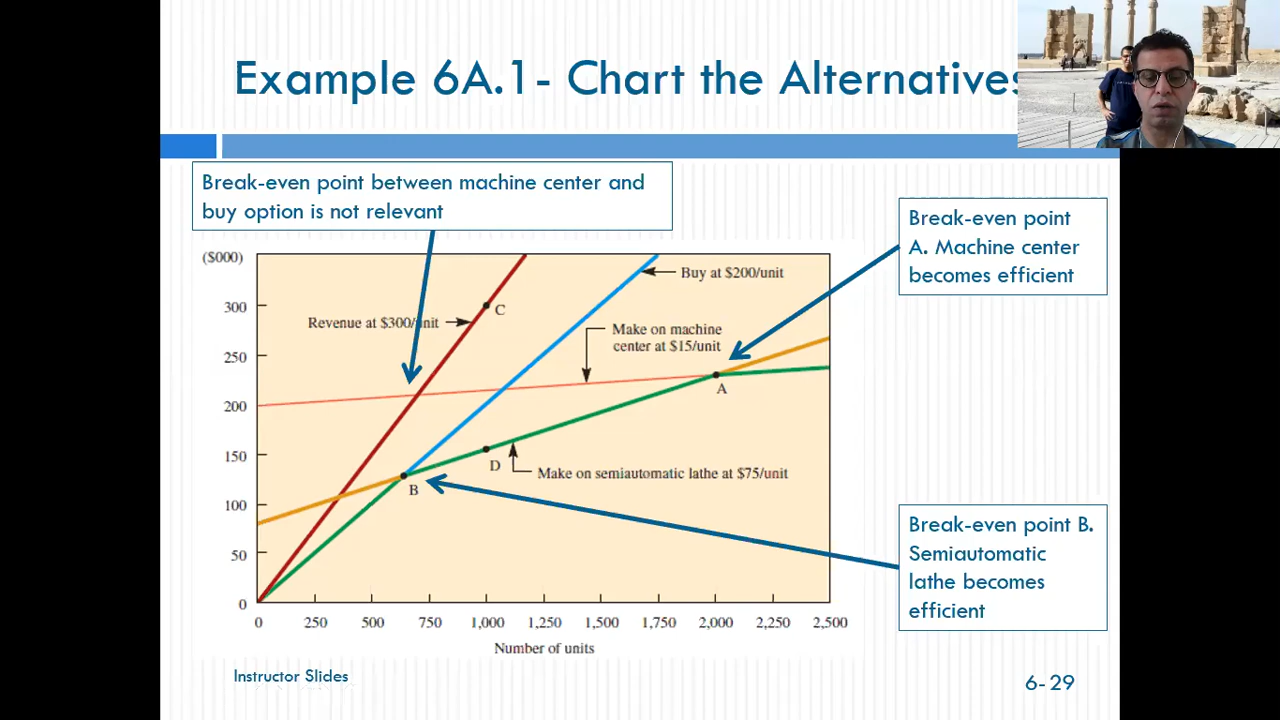 Example 6A.1- Chart the Alternatives
Break-even point between machine center and
buy option is not relevant
Break-even point
A. Machine center
becomes efficient
($000)
Buy at $200/unit
300
C
Revenue at $300/unit
Make on machine
center at $15/unit
250
A
200
150
D
Make on semiautomatic lathe at $75/unit
B
100
50
0
Break-even point B.
Semiautomatic
lathe becomes
efficient
0 250 500 750 1,000 1,250 1,500 1,750 2,000 2,250 2,500
Number of units
Instructor Slides
6-29